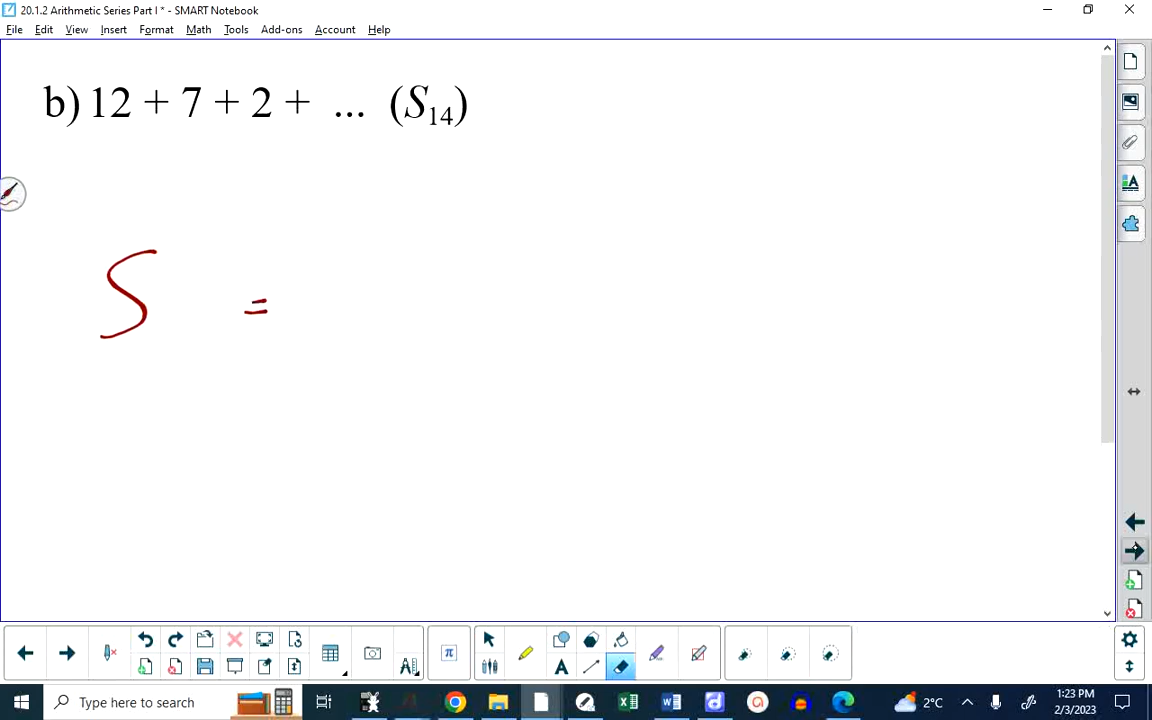 20.1.2 Arithmetic Series Part I * - SMART Notebook
File Edit View Insert Format Math Tools Add-ons Account Help
b) 12 + 7 + 2 + ... (S₁₄)
S =
π
A
Type here to search
2°C
1:23 PM
2/3/2023